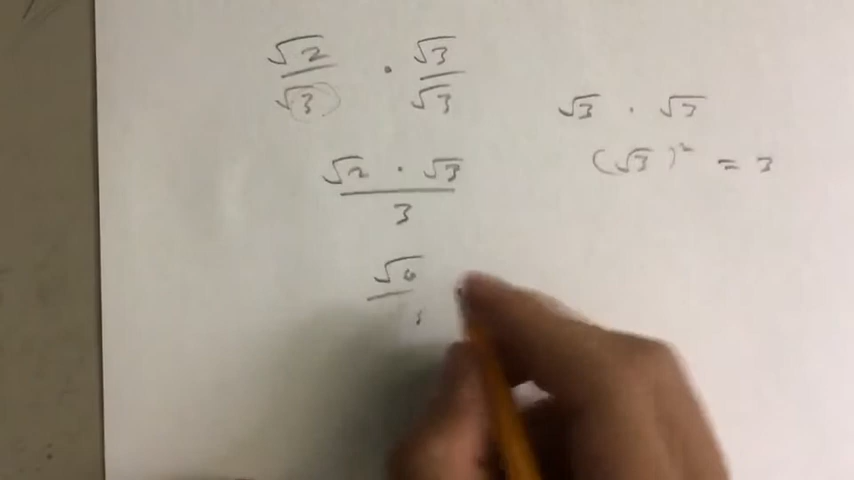 √2/√3 · √3/√3
√3 · √3
(√3)² = 3
√2 · √3 / 3
√6